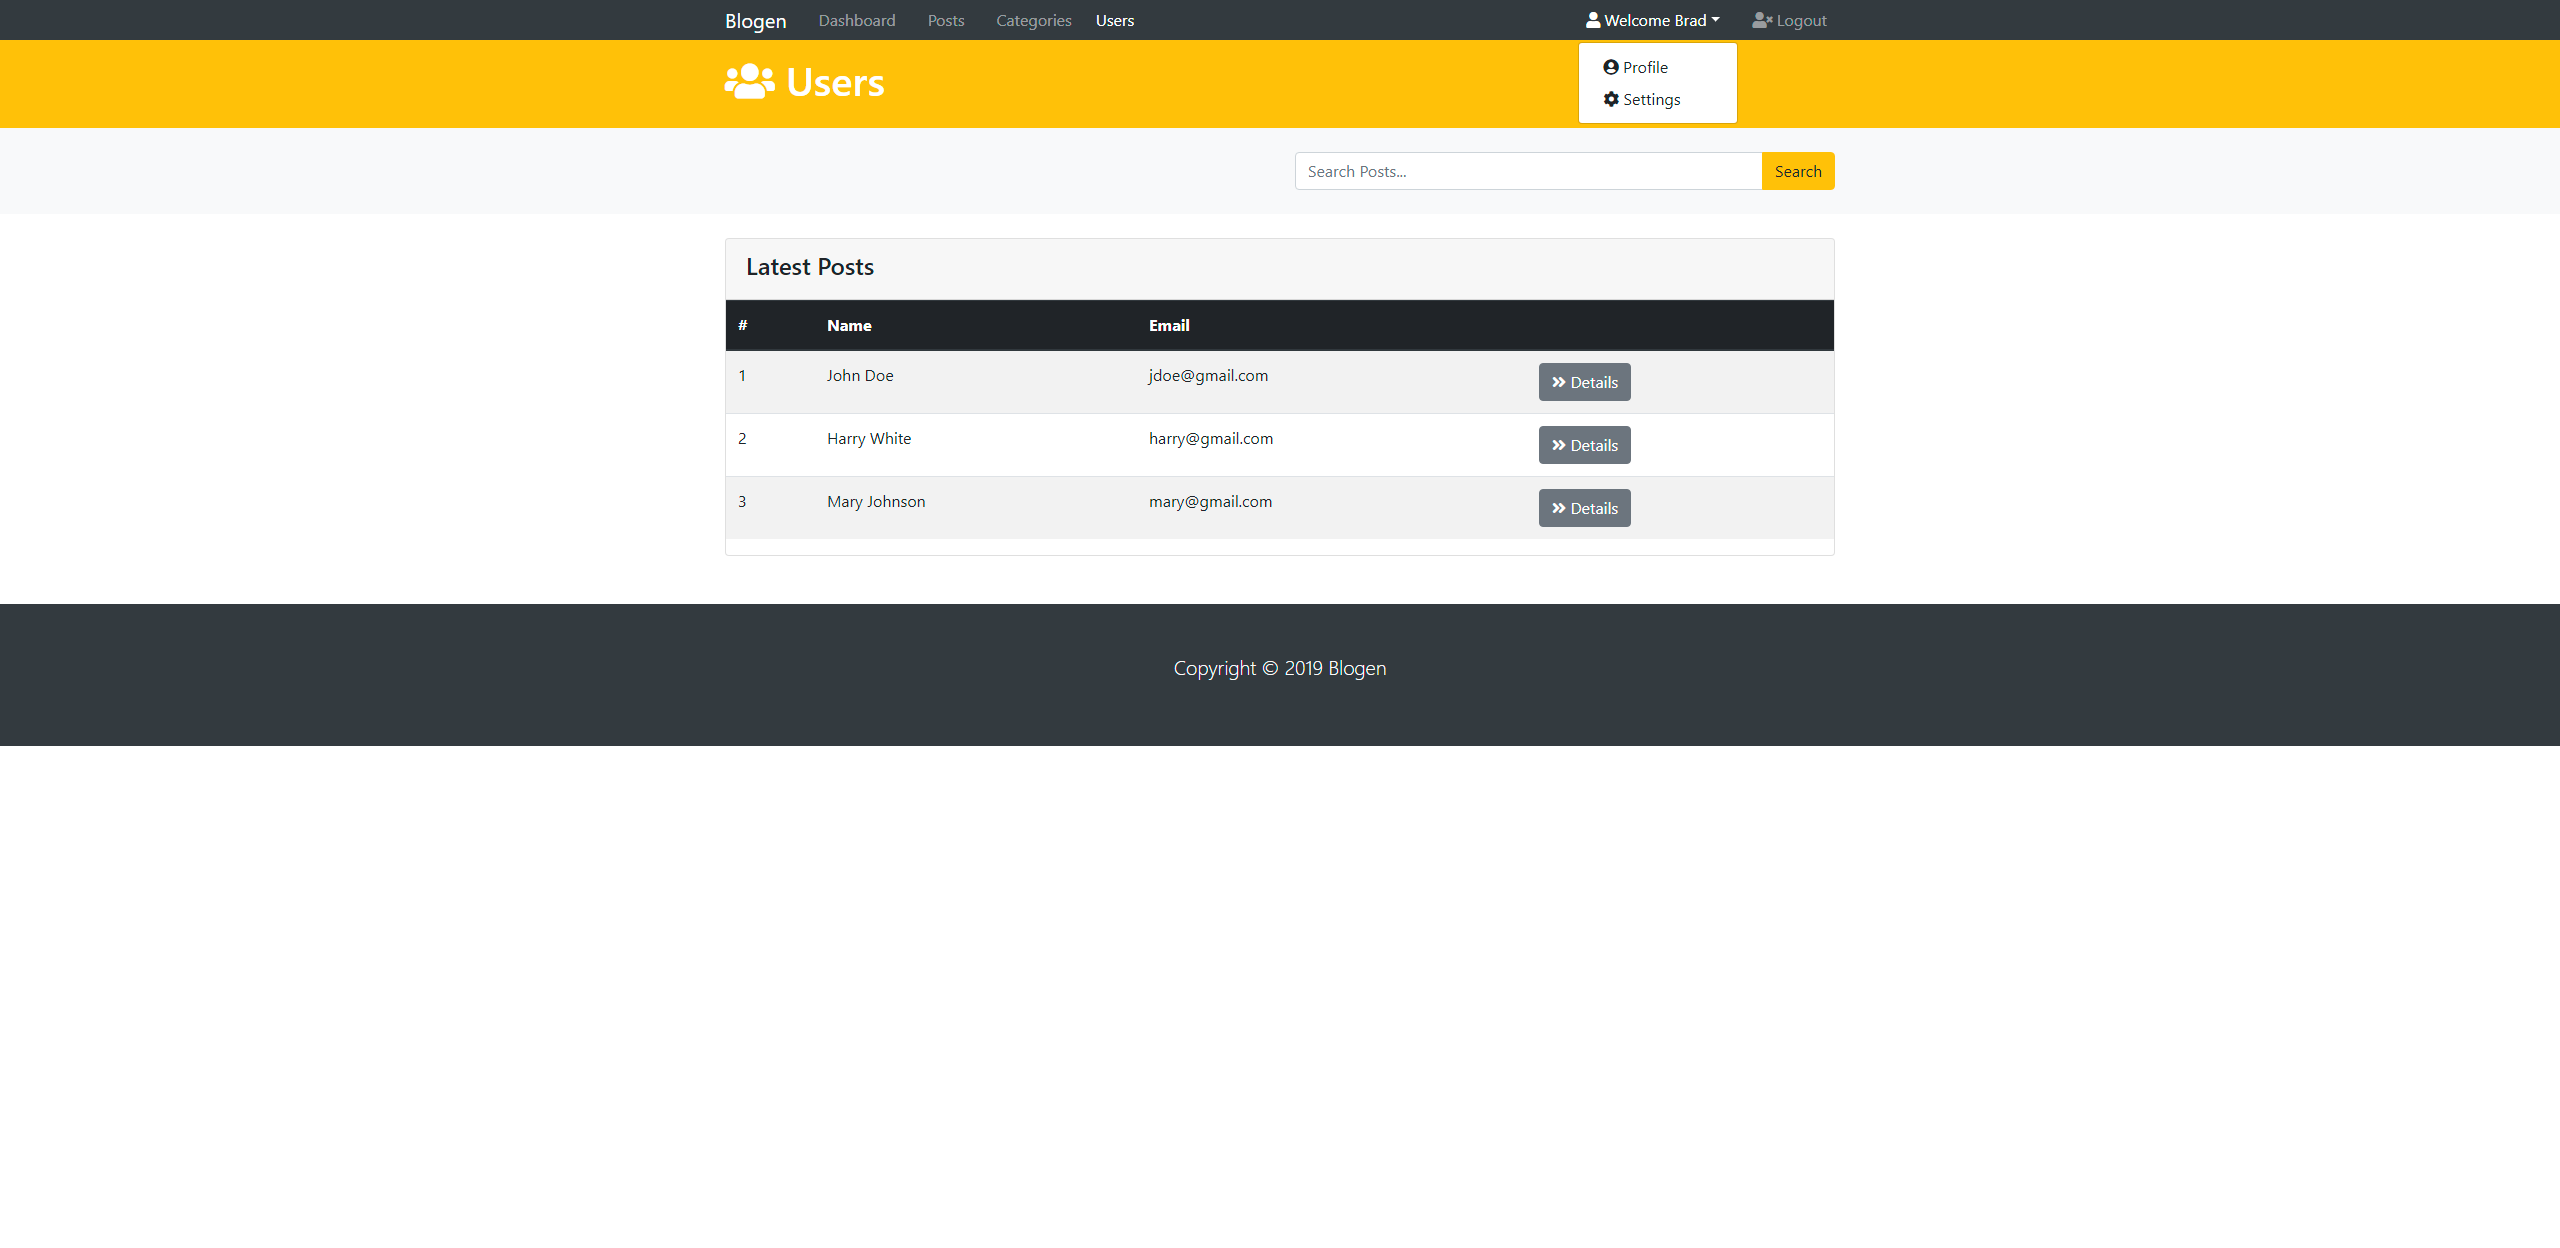 Blogen Dashboard Posts Categories Users Welcome Brad Logout
Users
Profile
Settings
Search Posts... Search
Latest Posts
# Name Email
1 John Doe jdoe@gmail.com Details
2 Harry White harry@gmail.com Details
3 Mary Johnson mary@gmail.com Details
Copyright © 2019 Blogen